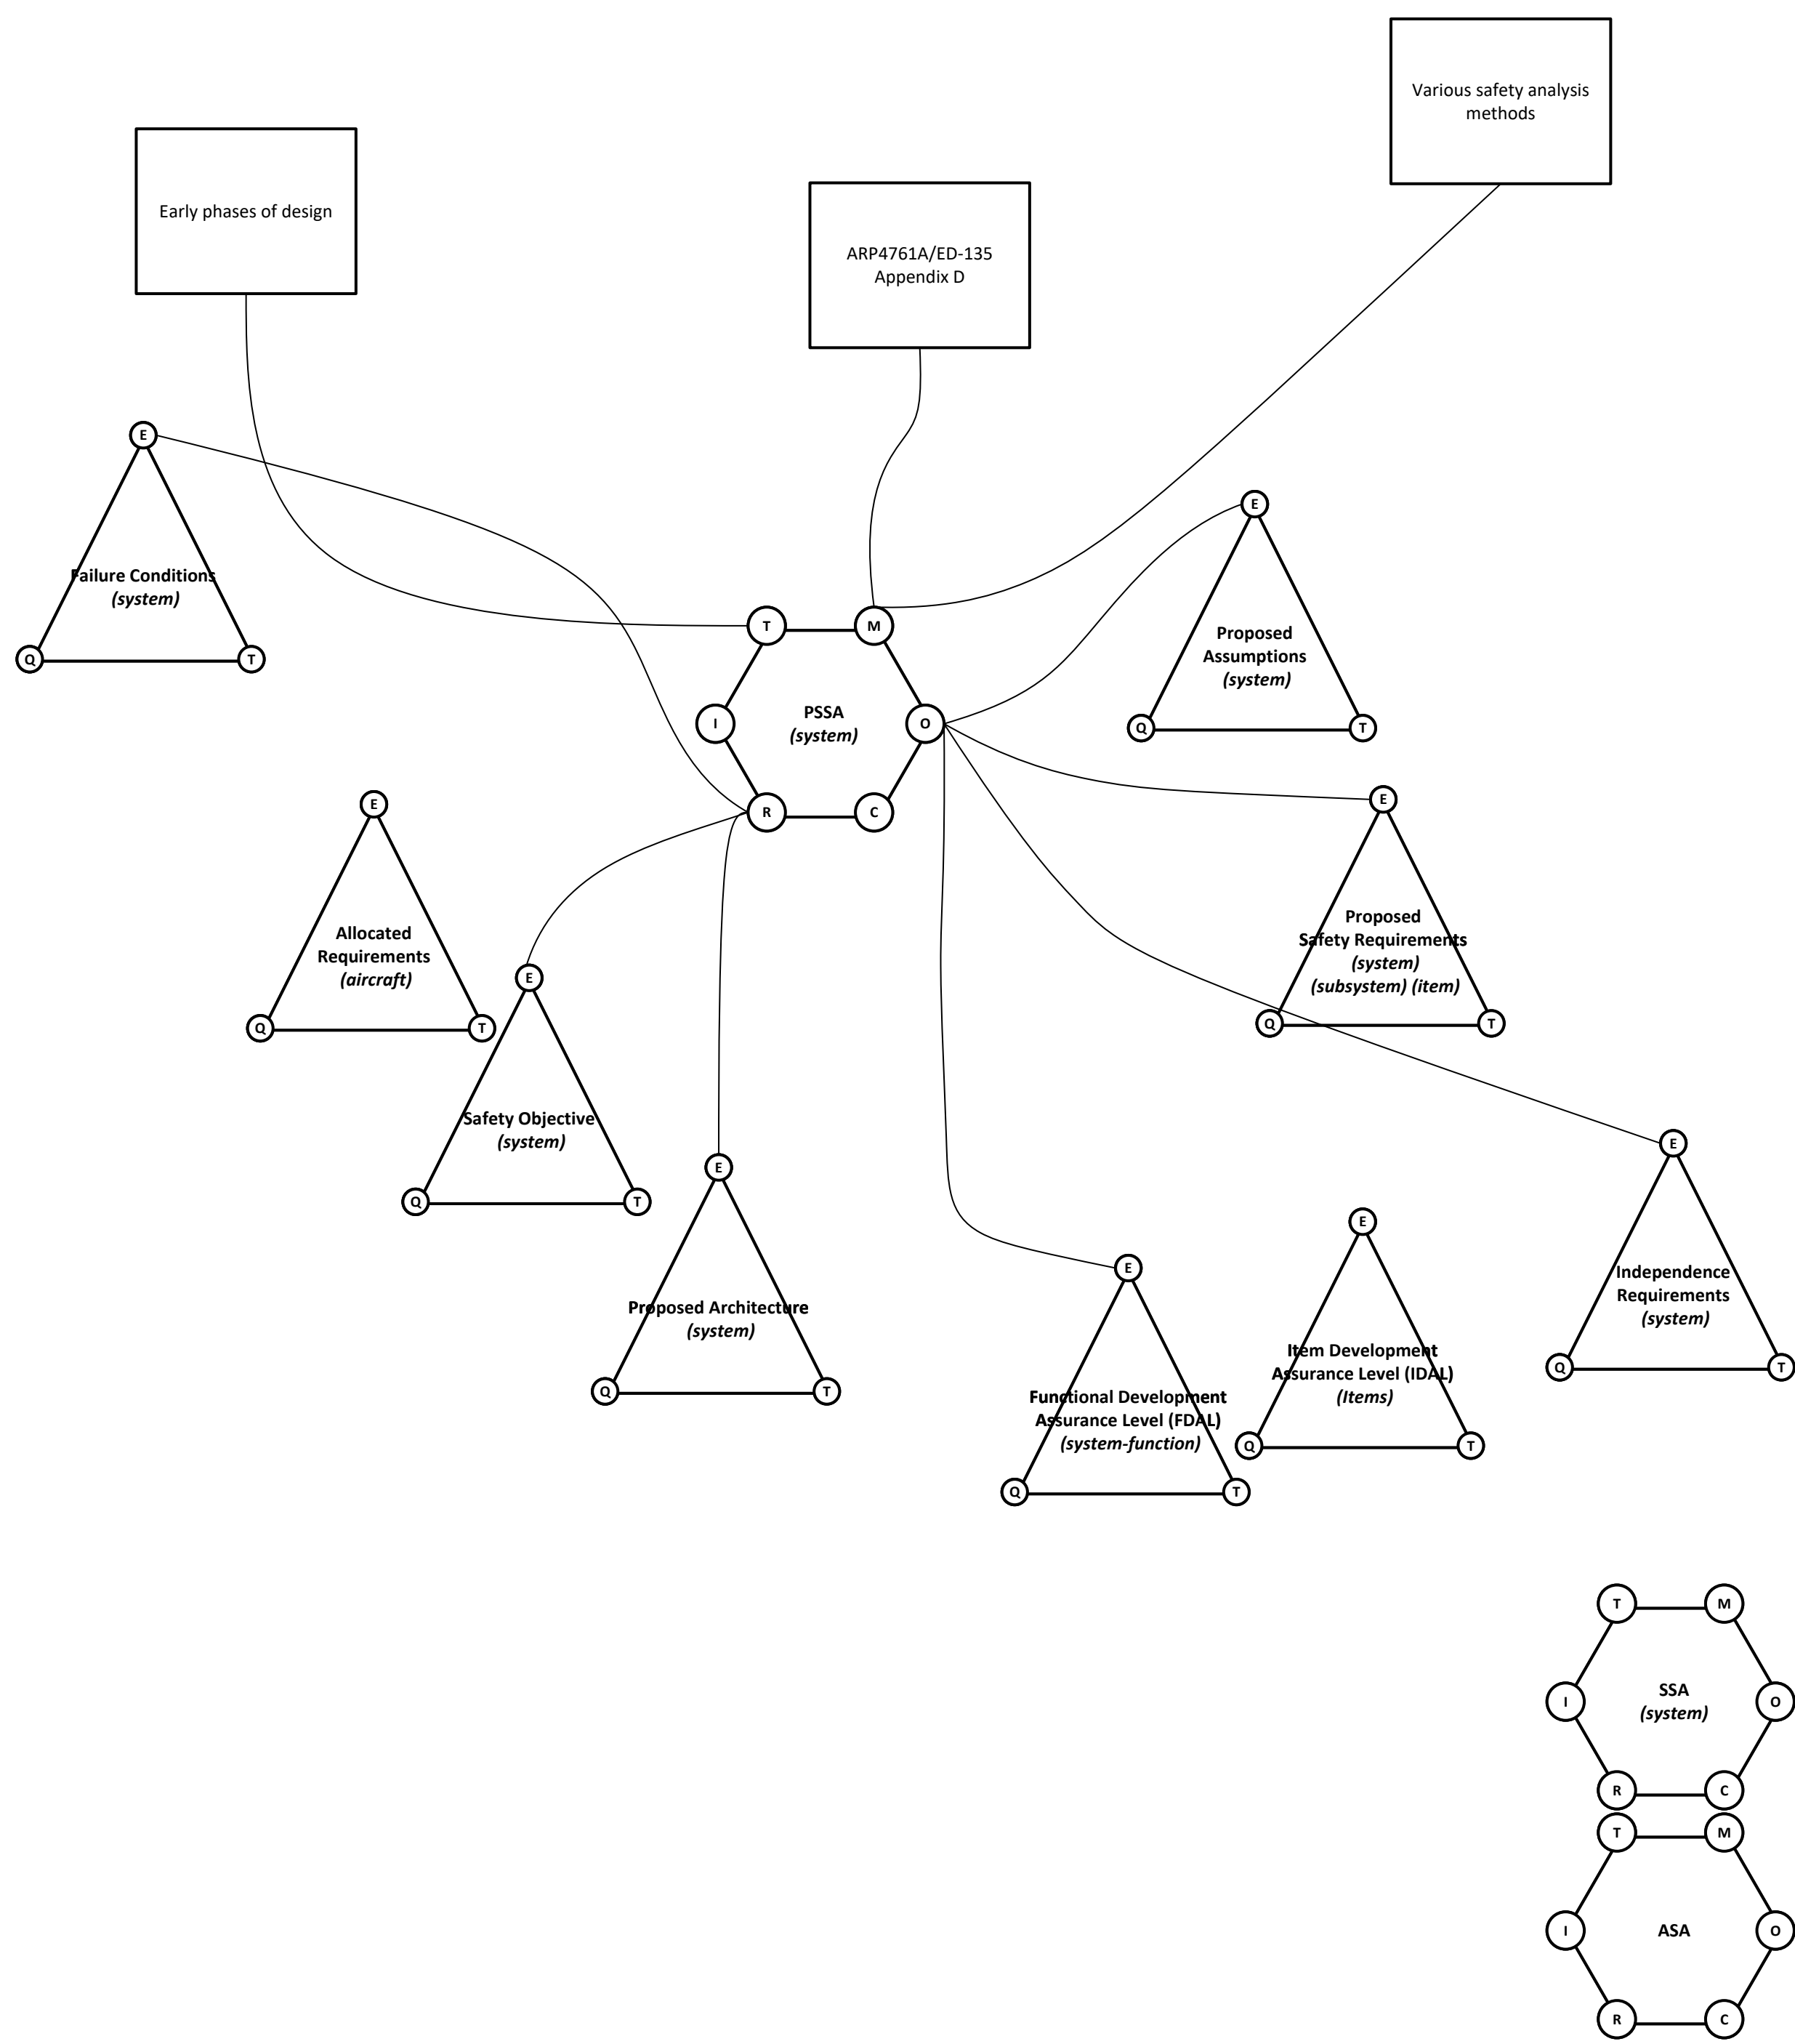 Various safety analysis
methods
Early phases of design
ARP4761A/ED-135
Appendix D
E
Failure Conditions
(system)
Q
T
E
Proposed
Assumptions
(system)
Q
T
T
M
I
PSSA
(system)
O
R
C
E
Allocated
Requirements
(aircraft)
Q
T
E
Proposed
Safety Requirements
(system)
(subsystem) (item)
Q
T
E
Safety Objective
(system)
Q
T
E
Proposed Architecture
(system)
Q
T
E
Functional Development
Assurance Level (FDAL)
(system-function)
Q
T
E
Item Development
Assurance Level (IDAL)
(Items)
Q
T
E
Independence
Requirements
(system)
Q
T
T
M
I
SSA
(system)
O
R
C
T
M
I
ASA
O
R
C